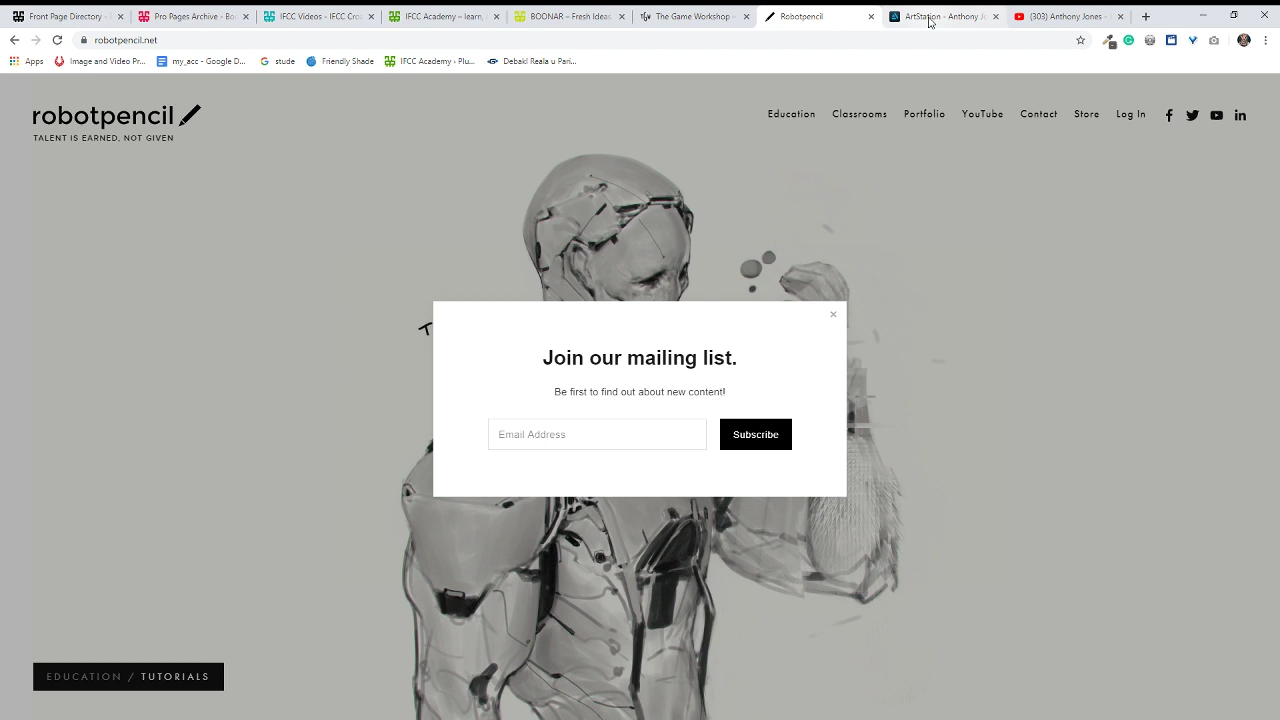 Front Page Directory -
Pro Pages Archive - Bo
IFCC Videos - IFCC Cro
IFCC Academy – learn,
BOONAR – Fresh Ideas
The Game Workshop –
Robotpencil
ArtStation - Anthony Jo
(303) Anthony Jones -
robotpencil.net
Apps
Image and Video Pr...
my_acc - Google D...
stude
Friendly Shade
IFCC Academy › Plu...
Debakl Reala u Pari...
robotpencil
TALENT IS EARNED, NOT GIVEN
Education
Classrooms
Portfolio
YouTube
Contact
Store
Log In
Join our mailing list.
Be first to find out about new content!
Email Address
Subscribe
EDUCATION / TUTORIALS